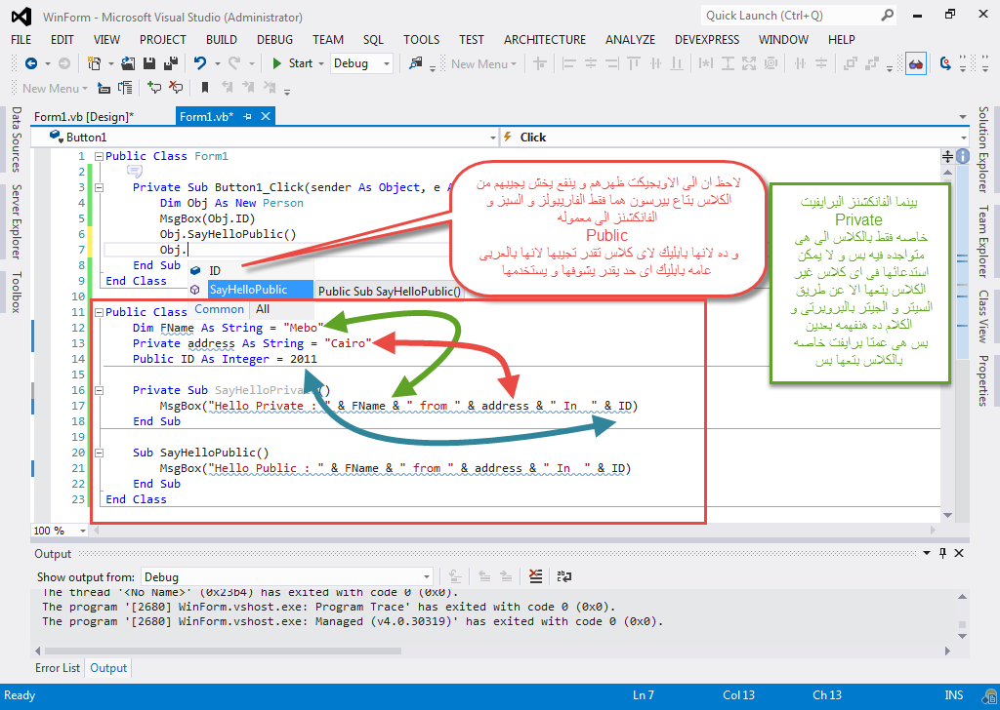 WinForm - Microsoft Visual Studio (Administrator)
Quick Launch (Ctrl+Q)
FILE EDIT VIEW PROJECT BUILD DEBUG TEAM SQL TOOLS TEST ARCHITECTURE ANALYZE DEVEXPRESS WINDOW HELP
Start Debug New Menu
New Menu
Data Sources
Server Explorer
Toolbox
Form1.vb [Design]* Form1.vb*
Button1 Click
1 Public Class Form1
2
3 Private Sub Button1_Click(sender As Object, e A
4 Dim Obj As New Person
5 MsgBox(Obj.ID)
6 Obj.SayHelloPublic()
7 Obj.
8 End Sub
9 End Class
10
ID
SayHelloPublic
Public Sub SayHelloPublic()
Common All
11 Public Class
12 Dim FName As String = "Mebo"
13 Private address As String = "Cairo"
14 Public ID As Integer = 2011
15
16 Private Sub SayHelloPriva ()
17 MsgBox("Hello Private : " & FName & " from " & address & " In " & ID)
18 End Sub
19
20 Sub SayHelloPublic()
21 MsgBox("Hello Public : " & FName & " from " & address & " In " & ID)
22 End Sub
23 End Class
لاحظ ان الى الاوبجيكت ظهرهم و ينفع يخش يجيبهم من
الكلاس بتاع بيرسون هما فقط الفاريبولز و السبز و
الفانكشنز الى معموله
Public
و ده لانها بابليك لاى كلاس تقدر تجيبها لانها بالعربى
عامه بابليك اى حد يقدر يشوفها و يستخدمها
بينما الفانكشنز البرايفيت
Private
خاصه فقط بالكلاس الى هى
متواجده فيه بس و لا يمكن
استدعائها فى اى كلاس غير
الكلاس بتعها الا عن طريق
السيتر و الجيتر بالبروبرتى و
الكلام ده هنفهمه بعدين
بس هى عمتا برايفت خاصه
بالكلاس بتعها بس
Solution Explorer
Team Explorer
Class View
Properties
100 %
Output
Show output from: Debug
The thread '<No Name>' (0x23b4) has exited with code 0 (0x0).
The program '[2680] WinForm.vshost.exe: Program Trace' has exited with code 0 (0x0).
The program '[2680] WinForm.vshost.exe: Managed (v4.0.30319)' has exited with code 0 (0x0).
Error List Output
Ready Ln 7 Col 13 Ch 13 INS